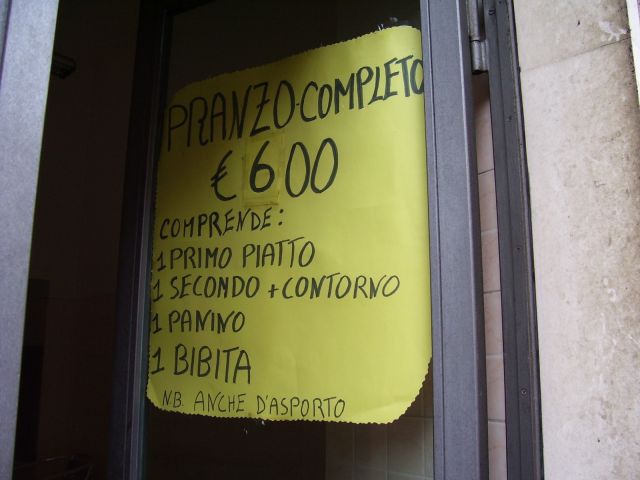 PRANZO-COMPLETO
€ 6 00
COMPRENDE:
1 PRIMO PIATTO
1 SECONDO + CONTORNO
1 PANINO
1 BIBITA
N.B. ANCHE D'ASPORTO